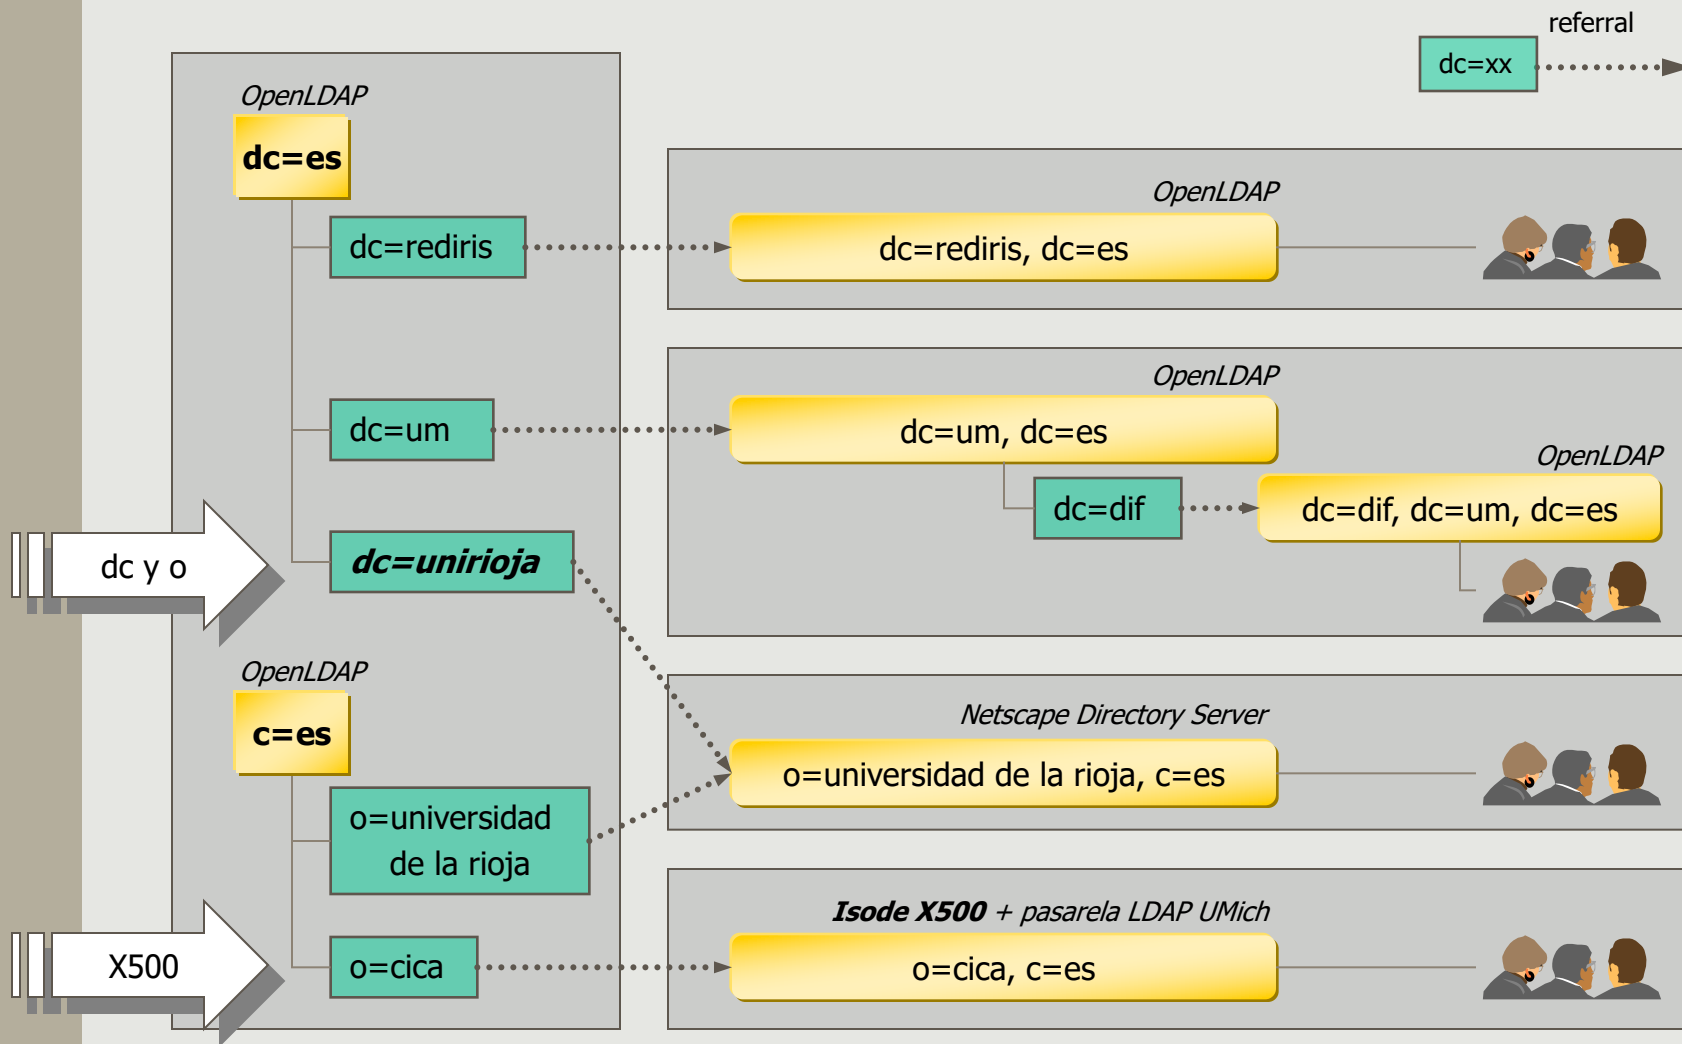 referral
dc=xx
OpenLDAP
dc=es
dc=rediris
OpenLDAP
dc=rediris, dc=es
dc=um
OpenLDAP
dc=um, dc=es
OpenLDAP
dc=dif
dc=dif, dc=um, dc=es
dc y o
dc=unirioja
OpenLDAP
c=es
Netscape Directory Server
o=universidad de la rioja, c=es
o=universidad
de la rioja
X500
o=cica
Isode X500 + pasarela LDAP UMich
o=cica, c=es